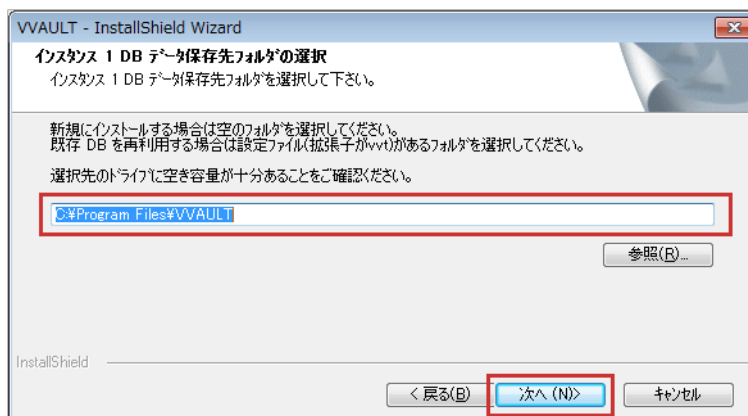 VVAULT - InstallShield Wizard
インスタンス 1 DB データ保存先フォルダの選択
インスタンス 1 DB データ保存先フォルダを選択して下さい。
新規にインストールする場合は空のフォルダを選択してください。
既存 DB を再利用する場合は設定ファイル(拡張子がvvt)があるフォルダを選択してください。
選択先のドライブに空き容量が十分あることをご確認ください。
C:¥Program Files¥VVAULT
参照(R)...
InstallShield
< 戻る(B)
次へ (N)>
キャンセル